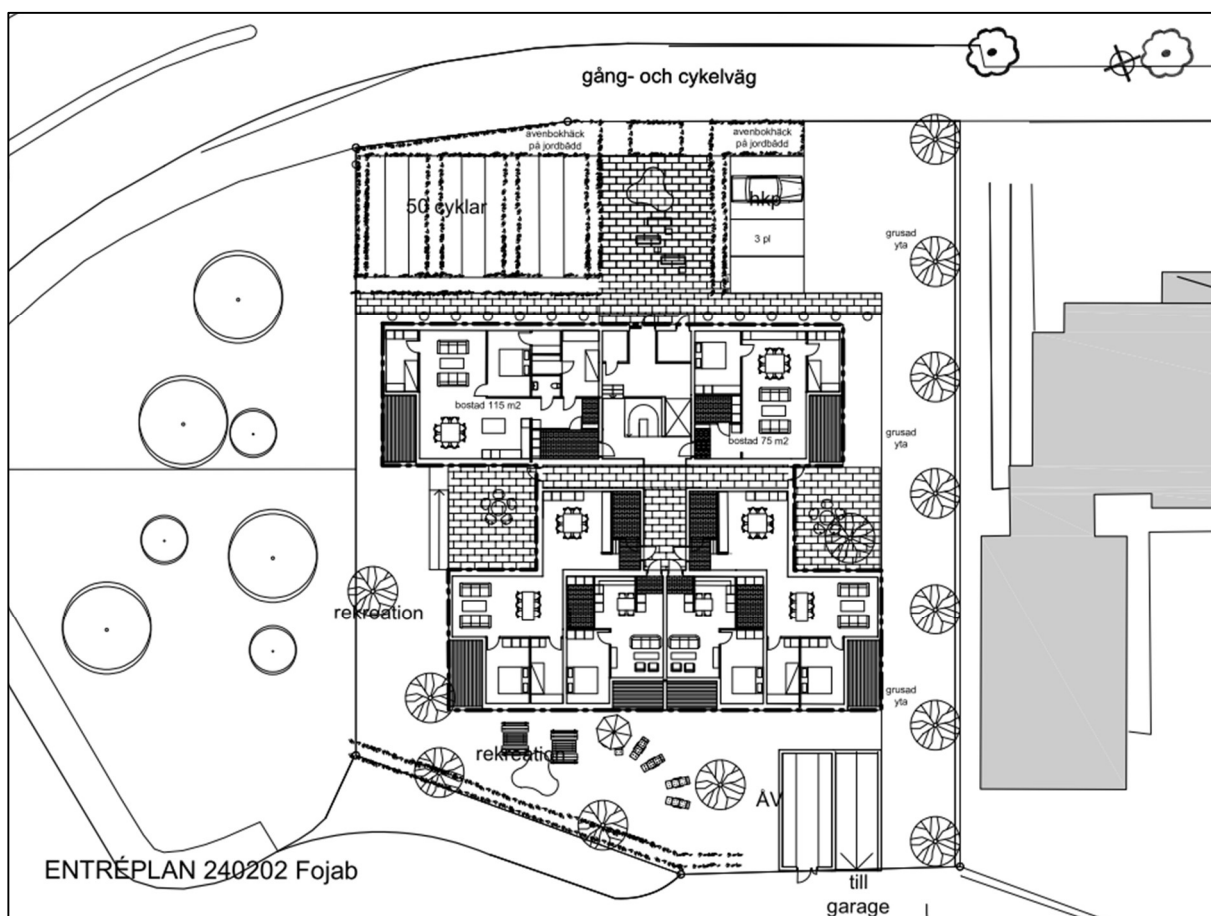 gång- och cykelväg
avenbokhäck
på jordbädd
avenbokhäck
på jordbädd
50 cyklar
hkp
3 pl
grusad
yta
bostad 115 m2
bostad 75 m2
grusad
yta
rekreation
grusad
yta
rekreation
ÅV
ENTRÉPLAN 240202 Fojab
till
garage